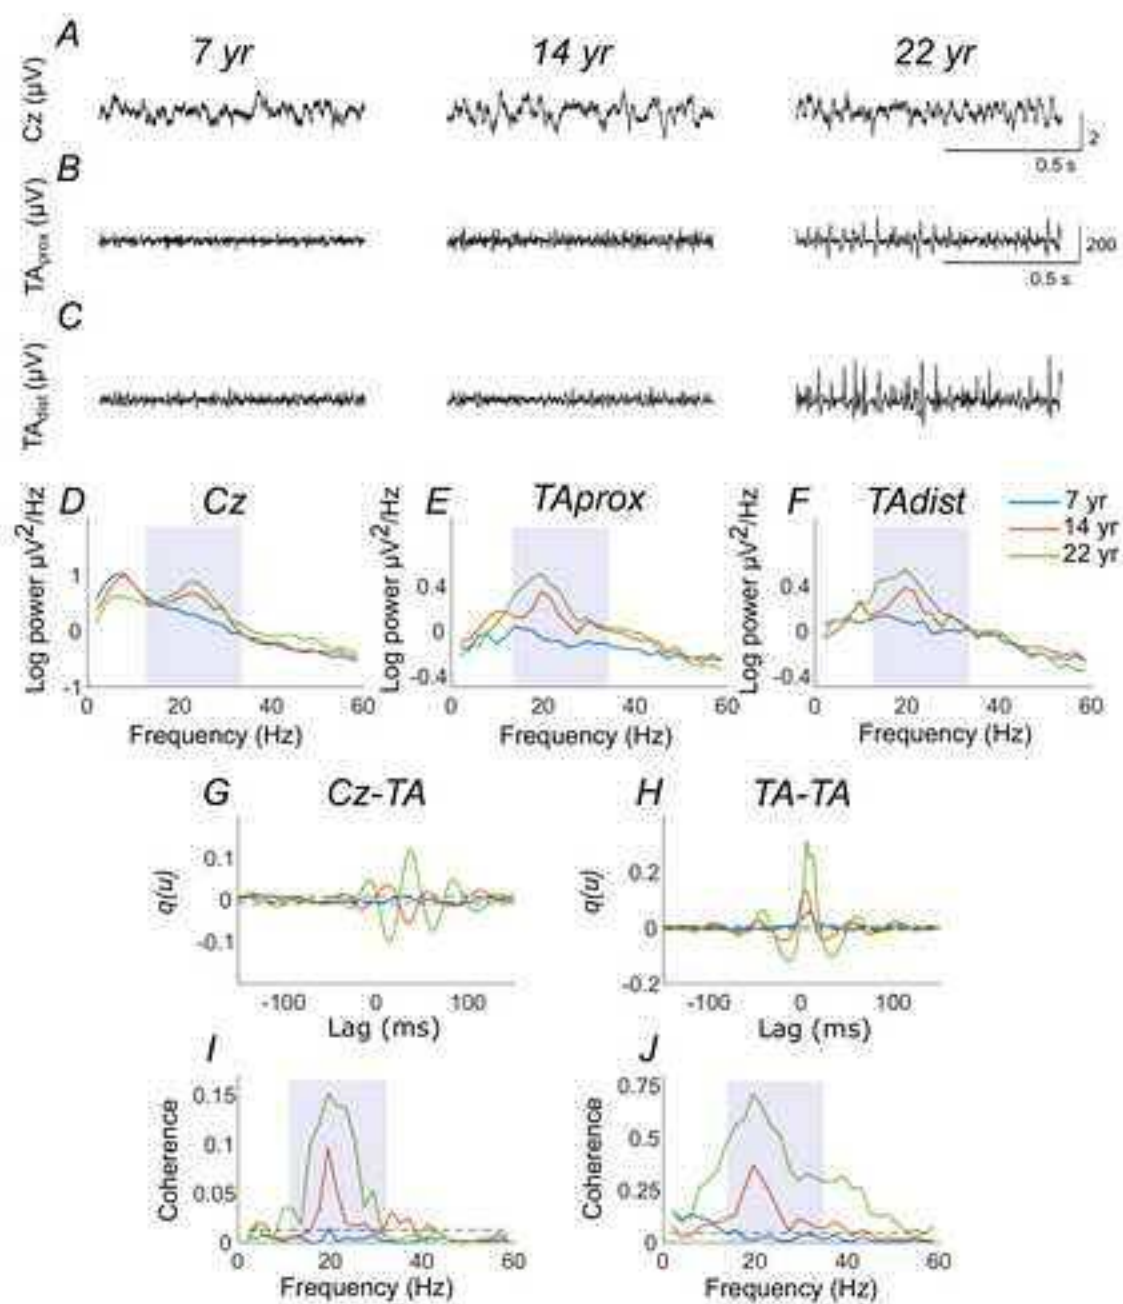 A
7 yr 14 yr 22 yr
Cz (µV)
2
0.5 s
B
TAprox (µV)
200
0.5 s
C
TAdist (µV)
D Cz E TAprox F TAdist
7 yr
14 yr
22 yr
Log power µV²/Hz
1
0
-1
0 20 40 60
Frequency (Hz)
Log power µV²/Hz
0.4
0
-0.4
0 20 40 60
Frequency (Hz)
Log power µV²/Hz
0.4
0
-0.4
0 20 40 60
Frequency (Hz)
G Cz-TA
q(u)
0.1
0
-0.1
-100 0 100
Lag (ms)
H TA-TA
q(u)
0.2
0
-0.2
-100 0 100
Lag (ms)
I
Coherence
0.15
0.1
0.05
0
0 20 40 60
Frequency (Hz)
J
Coherence
0.75
0.5
0.25
0
0 20 40 60
Frequency (Hz)